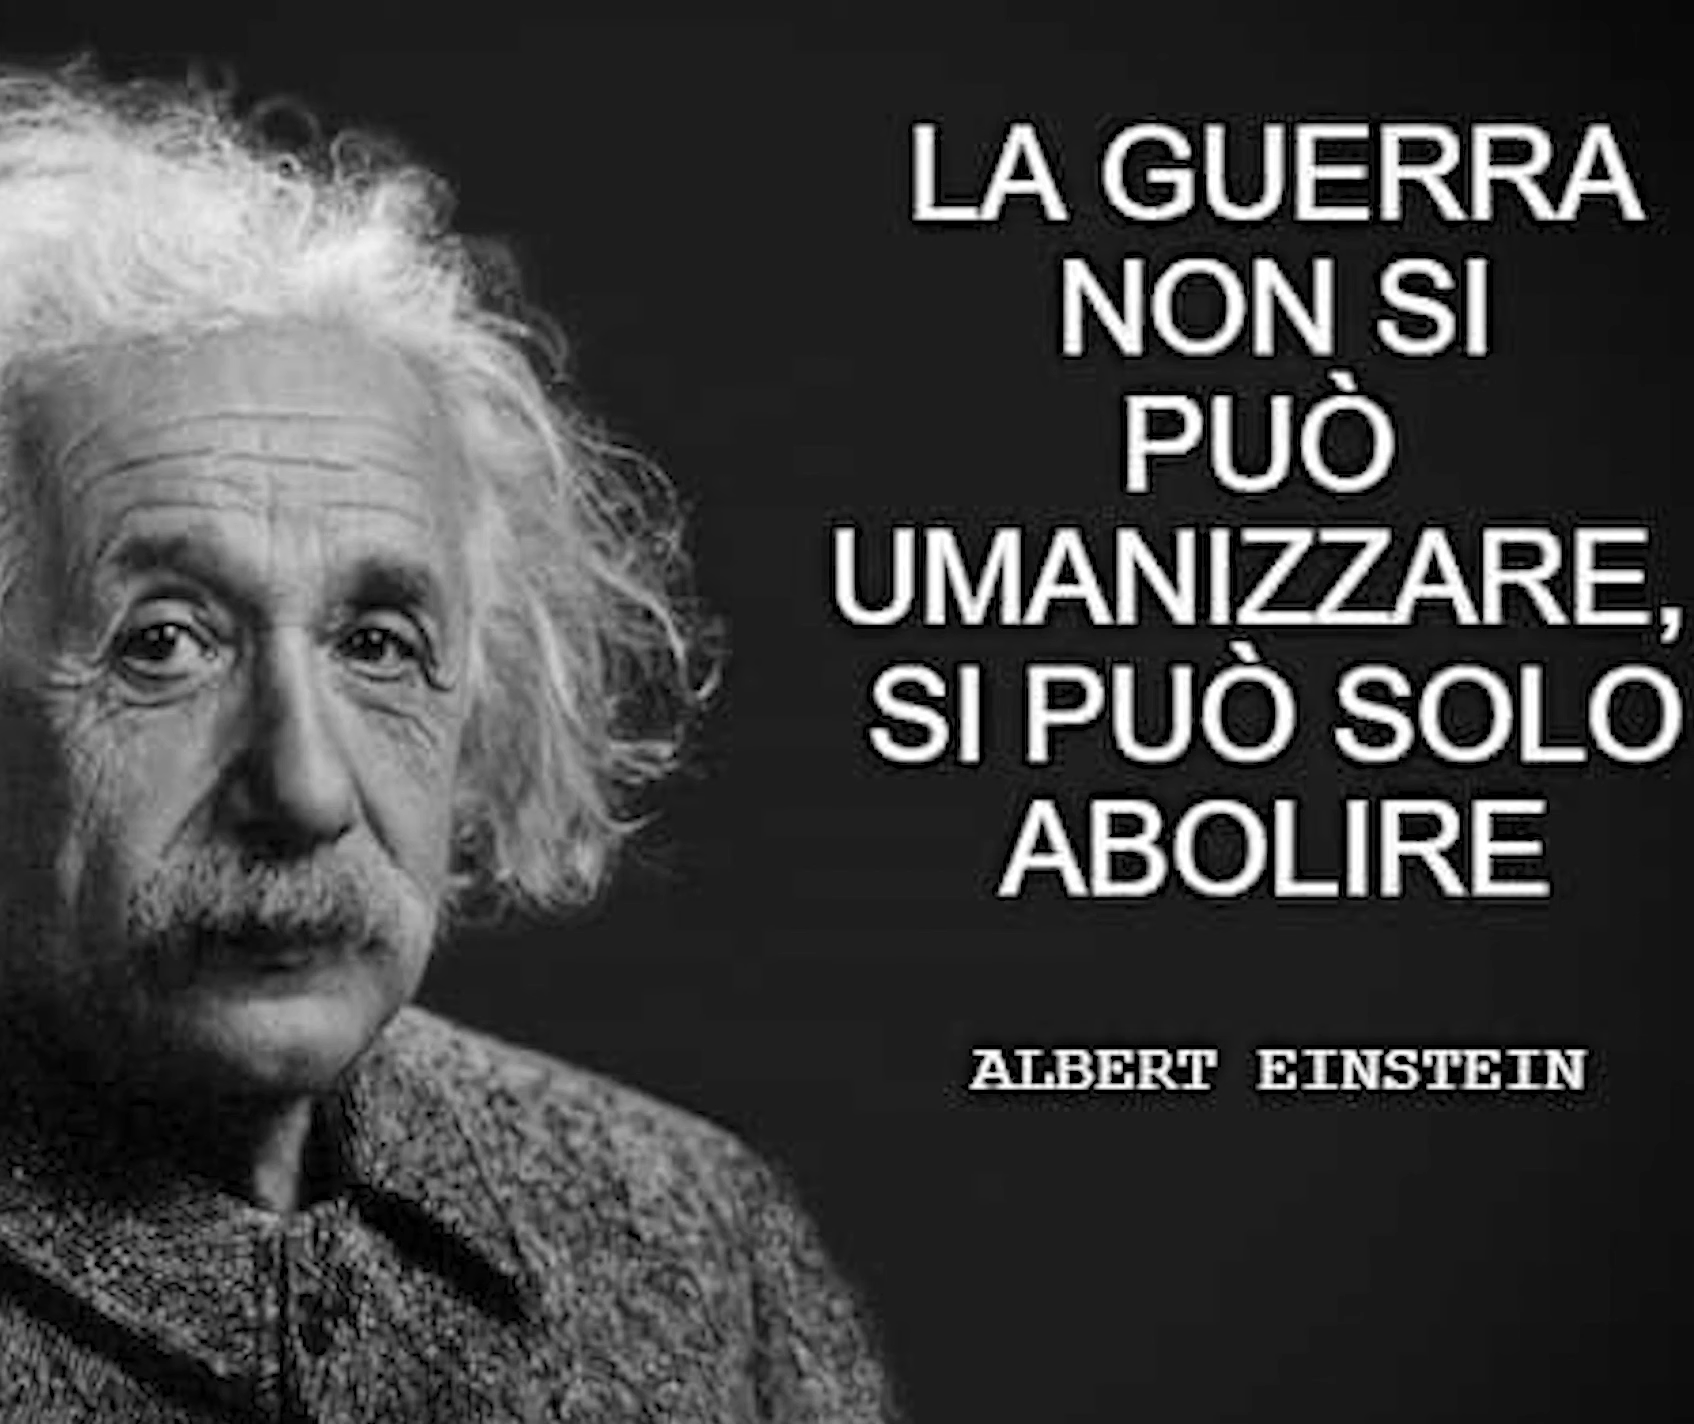 LA GUERRA
NON SI
PUÒ
UMANIZZARE,
SI PUÒ SOLO
ABOLIRE
ALBERT EINSTEIN